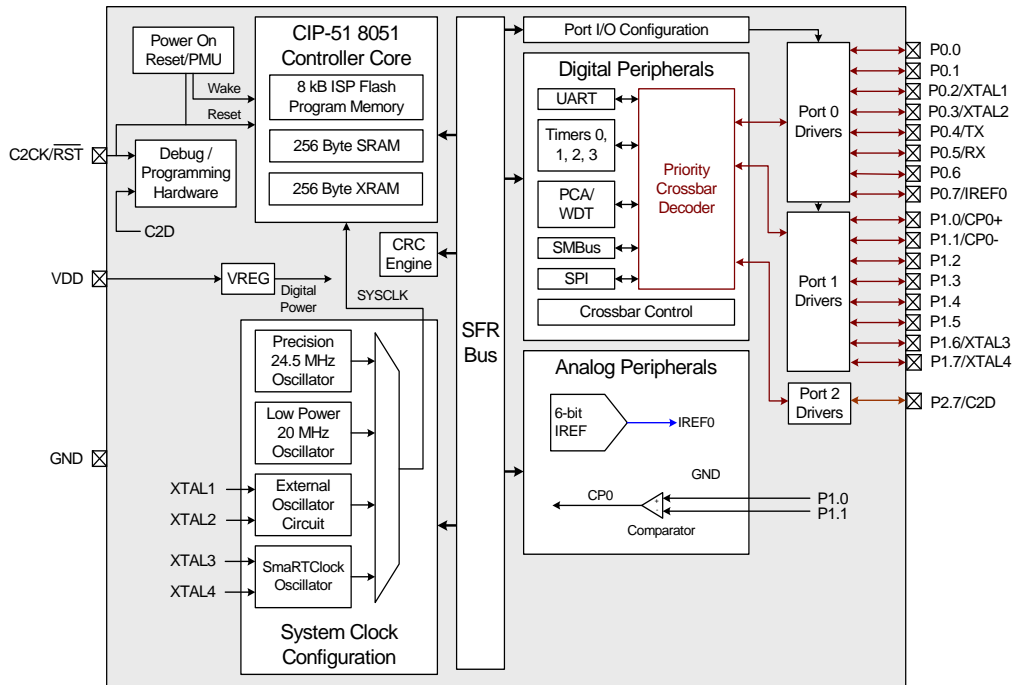 Power On
Reset/PMU
Wake
Reset
C2CK/RST
Debug /
Programming
Hardware
C2D
VDD
VREG
Digital
Power
GND
CIP-51 8051
Controller Core
8 kB ISP Flash
Program Memory
256 Byte SRAM
256 Byte XRAM
CRC
Engine
SYSCLK
Precision
24.5 MHz
Oscillator
Low Power
20 MHz
Oscillator
External
Oscillator
Circuit
SmaRTClock
Oscillator
XTAL1
XTAL2
XTAL3
XTAL4
System Clock
Configuration
SFR
Bus
Port I/O Configuration
Digital Peripherals
UART
Timers 0,
1, 2, 3
PCA/
WDT
SMBus
SPI
Priority
Crossbar
Decoder
Crossbar Control
Analog Peripherals
6-bit
IREF
IREF0
GND
CP0
+
-
Comparator
P1.0
P1.1
Port 0
Drivers
Port 1
Drivers
Port 2
Drivers
P0.0
P0.1
P0.2/XTAL1
P0.3/XTAL2
P0.4/TX
P0.5/RX
P0.6
P0.7/IREF0
P1.0/CP0+
P1.1/CP0-
P1.2
P1.3
P1.4
P1.5
P1.6/XTAL3
P1.7/XTAL4
P2.7/C2D